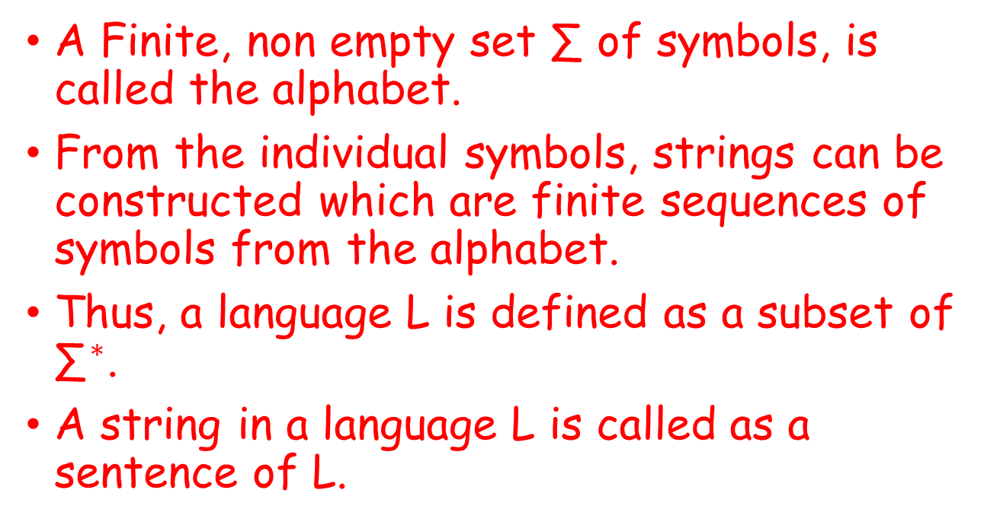 • A Finite, non empty set ∑ of symbols, is
called the alphabet.
• From the individual symbols, strings can be
constructed which are finite sequences of
symbols from the alphabet.
• Thus, a language L is defined as a subset of
∑*.
• A string in a language L is called as a
sentence of L.